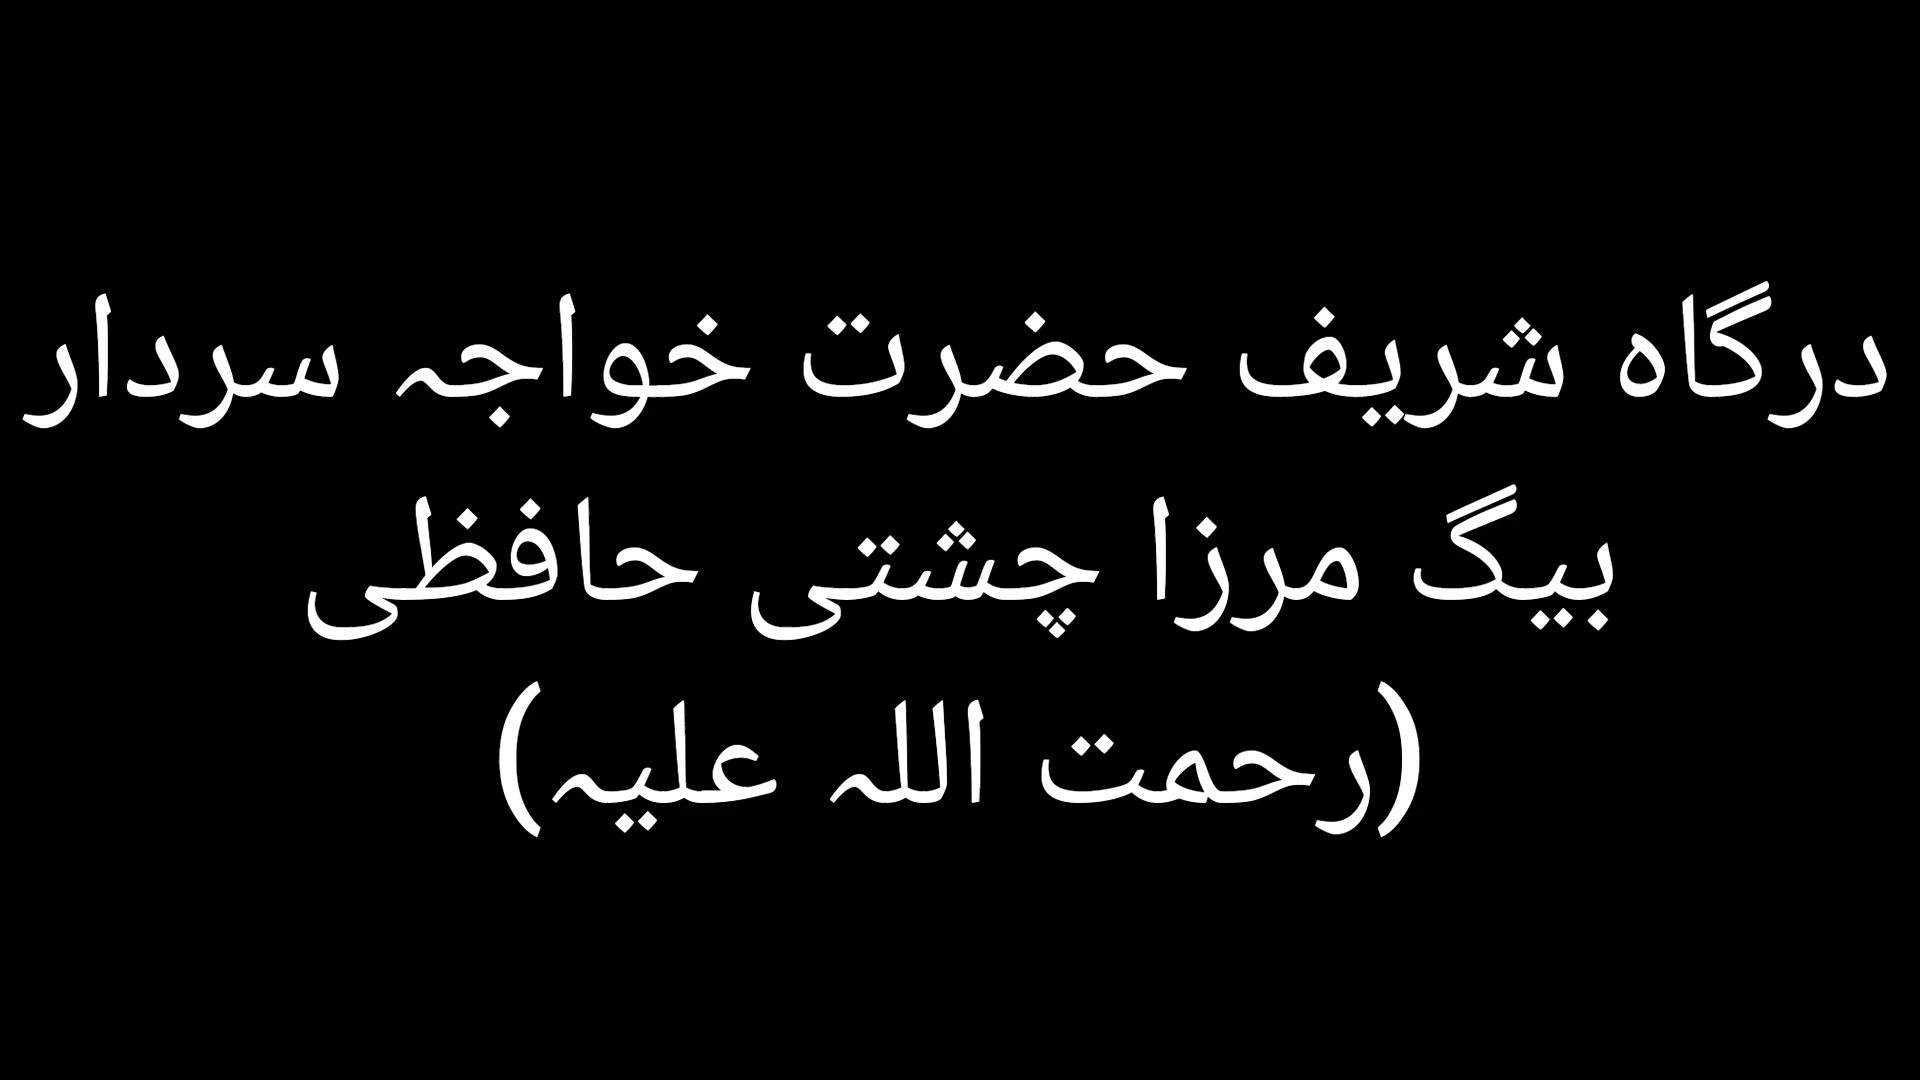 درگاہ شریف حضرت خواجہ سردار
بیگ مرزا چشتی حافظی
(رحمت اللہ علیہ)